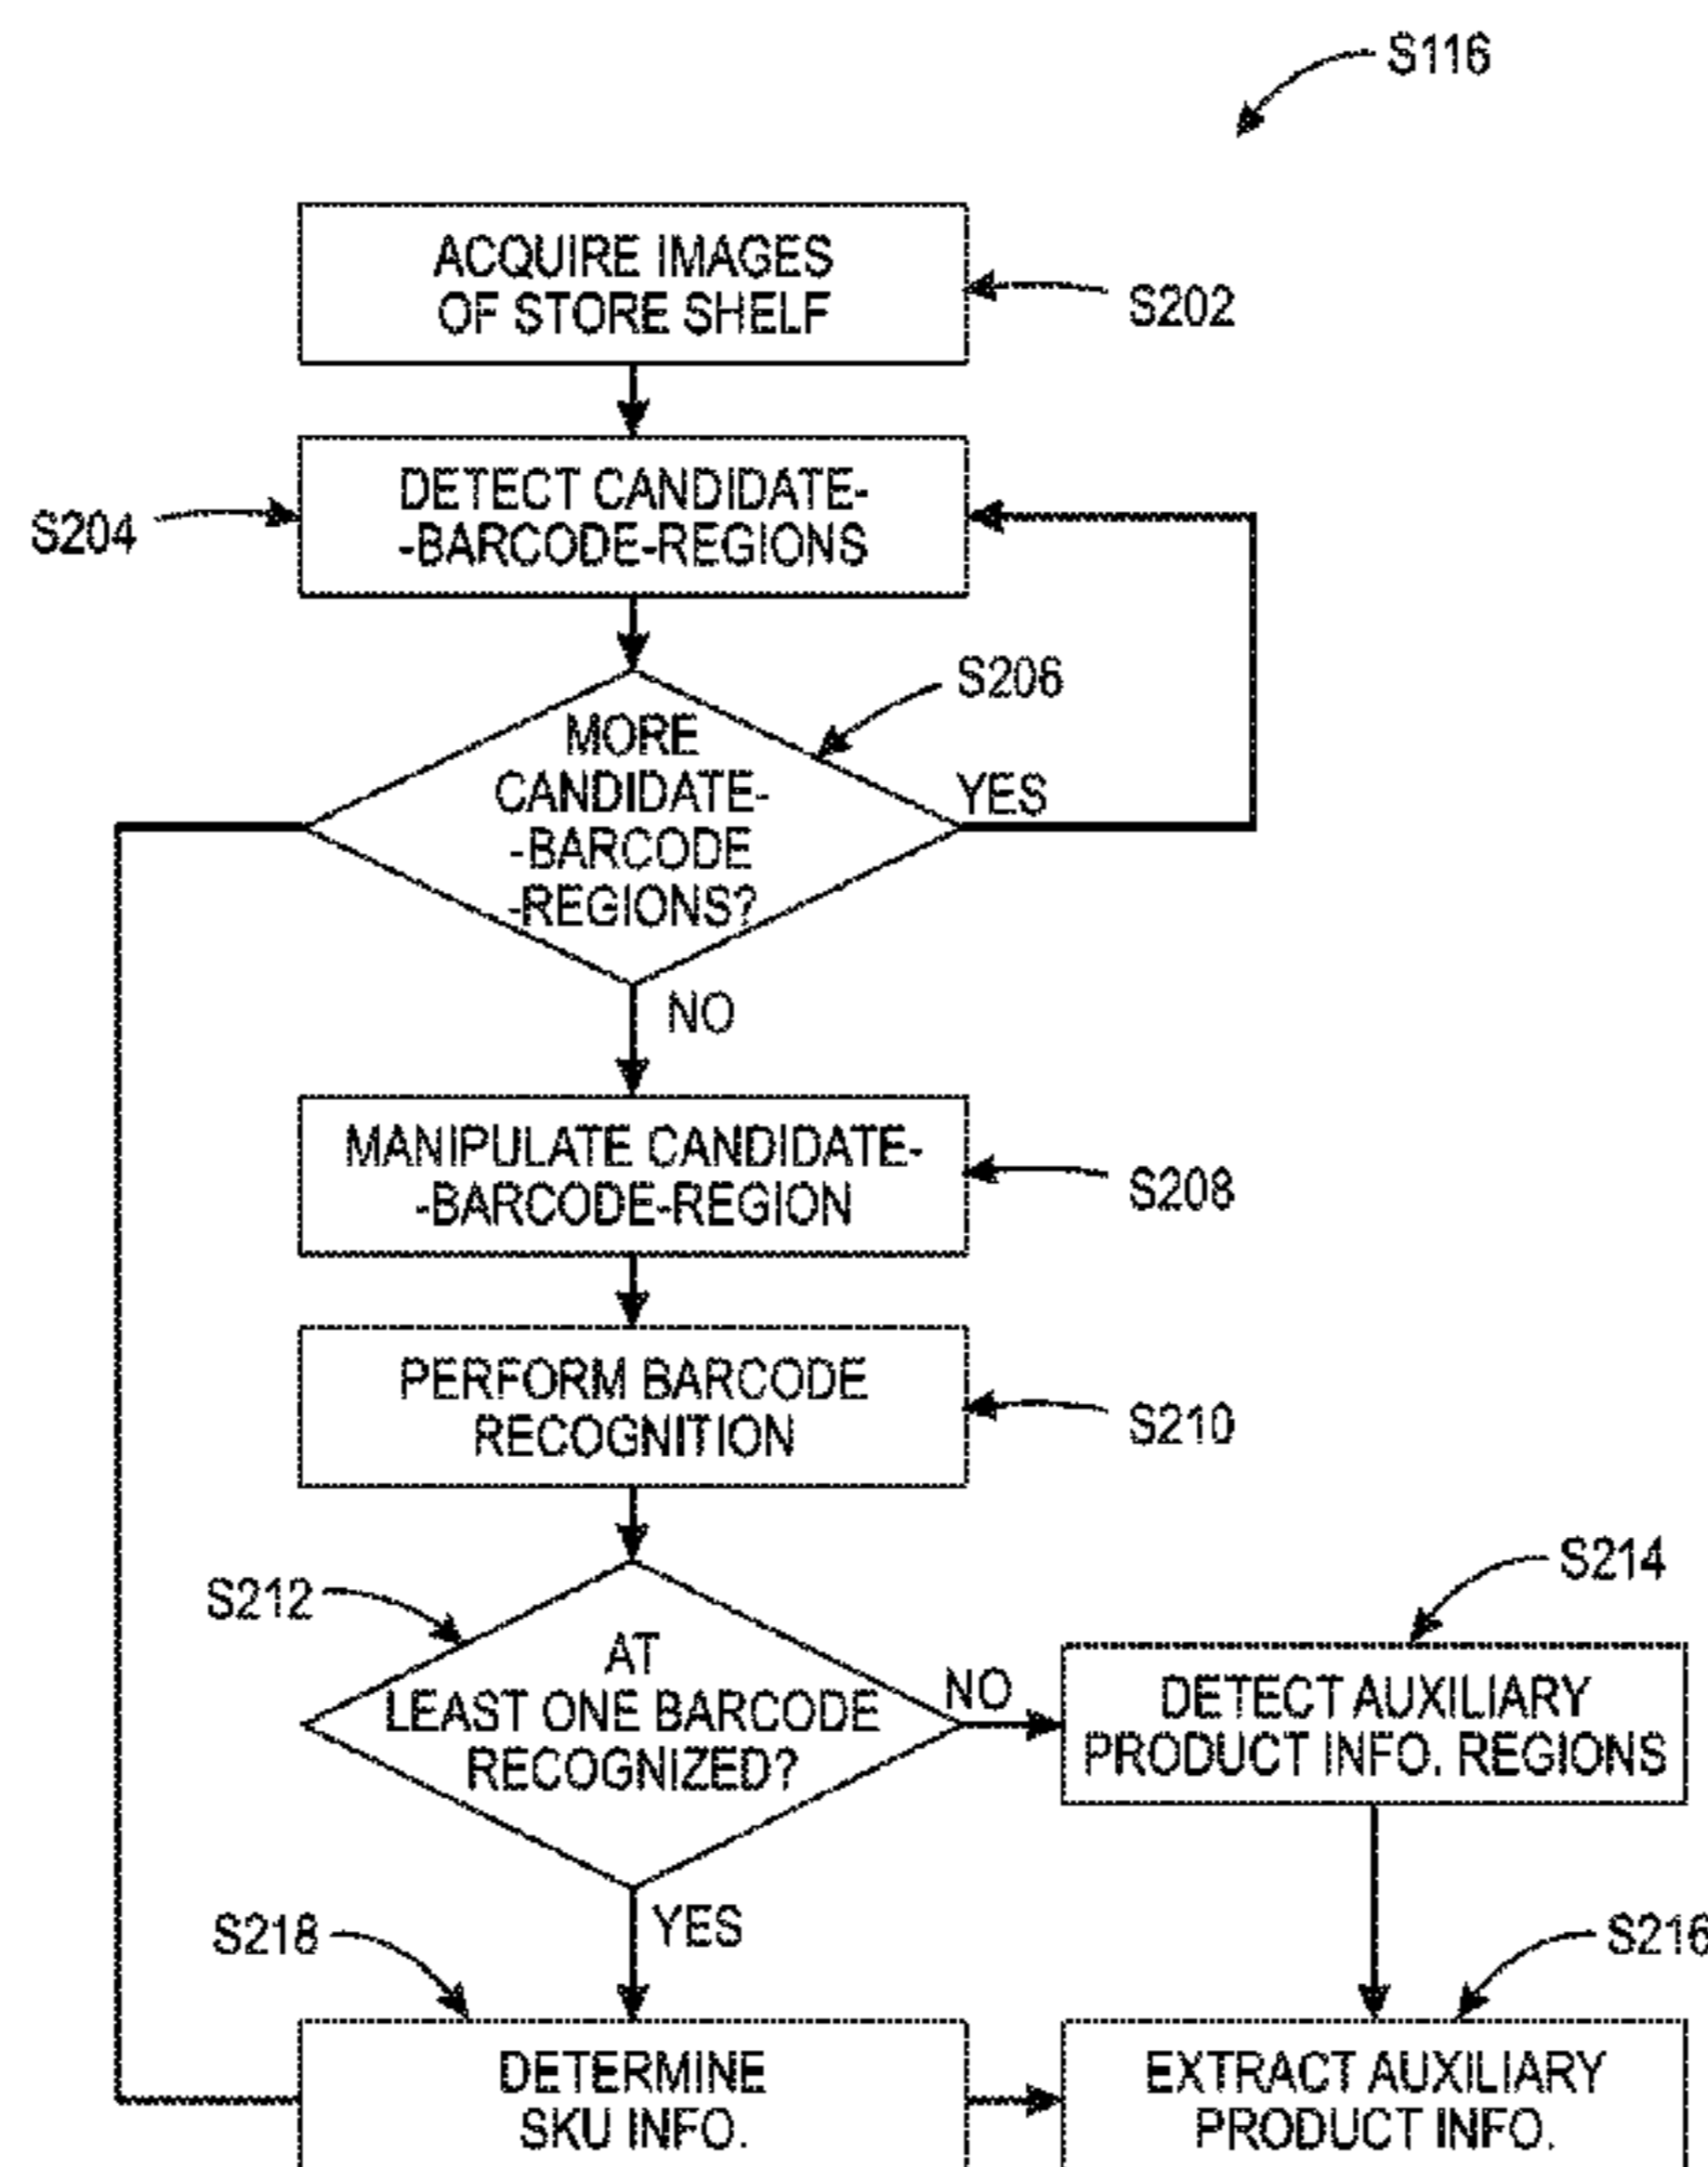 S116
ACQUIRE IMAGES
OF STORE SHELF
S202
DETECT CANDIDATE-
-BARCODE-REGIONS
S204
S206
MORE
CANDIDATE-
-BARCODE
-REGIONS?
YES
NO
MANIPULATE CANDIDATE-
-BARCODE-REGION
S208
PERFORM BARCODE
RECOGNITION
S210
S212
AT
LEAST ONE BARCODE
RECOGNIZED?
NO
S214
DETECT AUXILIARY
PRODUCT INFO. REGIONS
YES
S218
S216
DETERMINE
SKU INFO.
EXTRACT AUXILIARY
PRODUCT INFO.